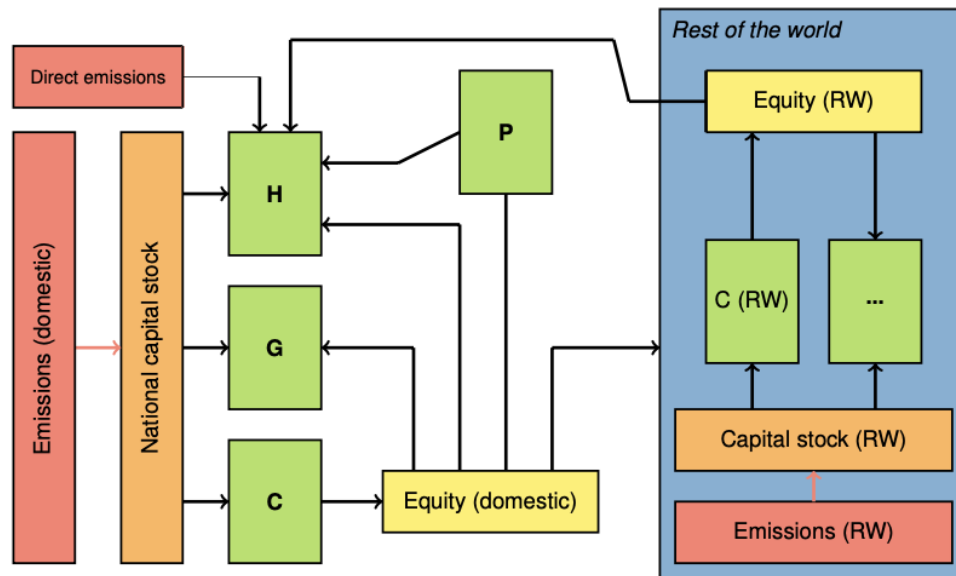 Rest of the world
Direct emissions
Equity (RW)
P
H
Emissions (domestic)
National capital stock
C (RW)
...
G
Capital stock (RW)
C
Equity (domestic)
Emissions (RW)